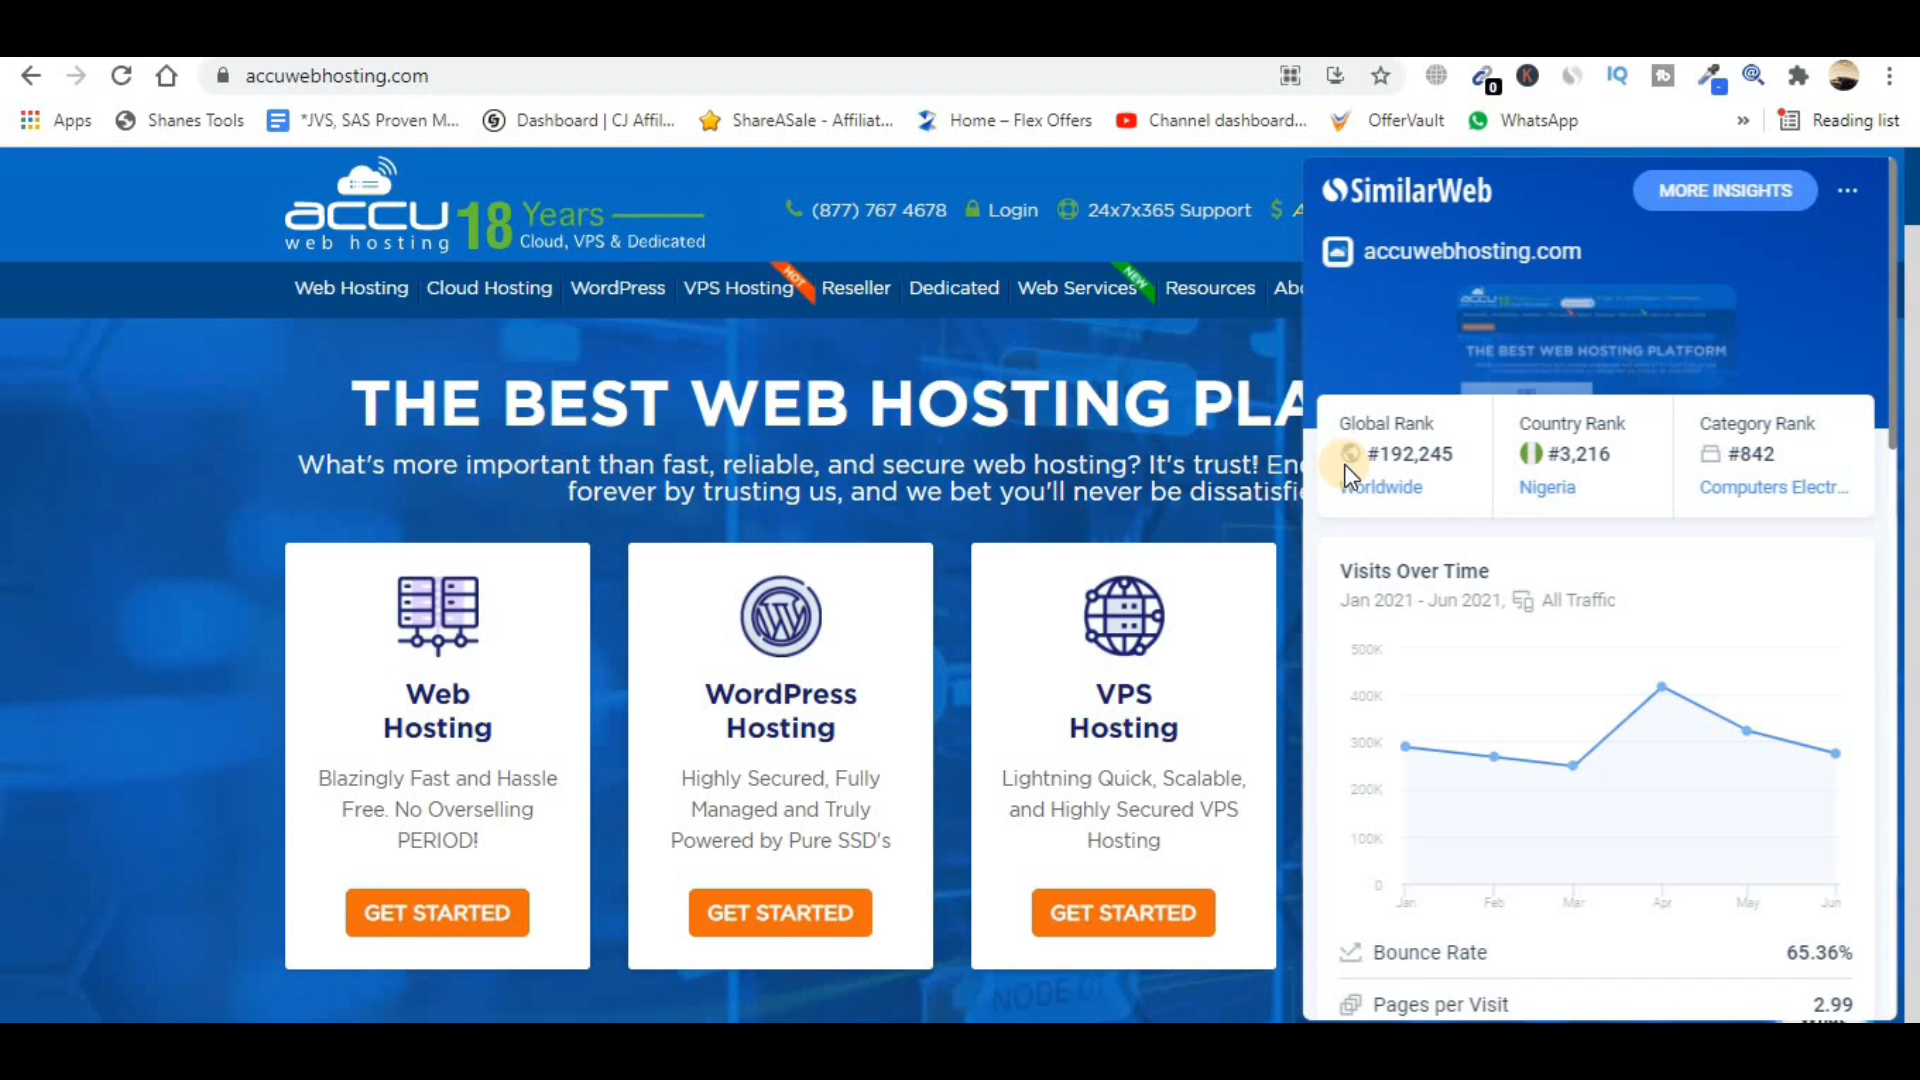 accuwebhosting.com
0
K
IQ
Apps
Shanes Tools
*JVS, SAS Proven M...
Dashboard | CJ Affil...
ShareASale - Affiliat...
Home – Flex Offers
Channel dashboard...
OfferVault
WhatsApp
»
Reading list
accu
web hosting
18 Years
Cloud, VPS & Dedicated
(877) 767 4678
Login
24x7x365 Support
$ A
Web Hosting
Cloud Hosting
WordPress
VPS Hosting
HOT
Reseller
Dedicated
Web Services
NEW
Resources
Abo
THE BEST WEB HOSTING PLA
What's more important than fast, reliable, and secure web hosting? It's trust! En
forever by trusting us, and we bet you'll never be dissatisfie
Web
Hosting
Blazingly Fast and Hassle
Free. No Overselling
PERIOD!
GET STARTED
WordPress
Hosting
Highly Secured, Fully
Managed and Truly
Powered by Pure SSD's
GET STARTED
VPS
Hosting
Lightning Quick, Scalable,
and Highly Secured VPS
Hosting
GET STARTED
SimilarWeb
MORE INSIGHTS
...
accuwebhosting.com
THE BEST WEB HOSTING PLATFORM
Global Rank
#192,245
Worldwide
Country Rank
#3,216
Nigeria
Category Rank
#842
Computers Electr...
Visits Over Time
Jan 2021 - Jun 2021, All Traffic
500K
400K
300K
200K
100K
0
Jan
Feb
Mar
Apr
May
Jun
Bounce Rate
65.36%
Pages per Visit
2.99